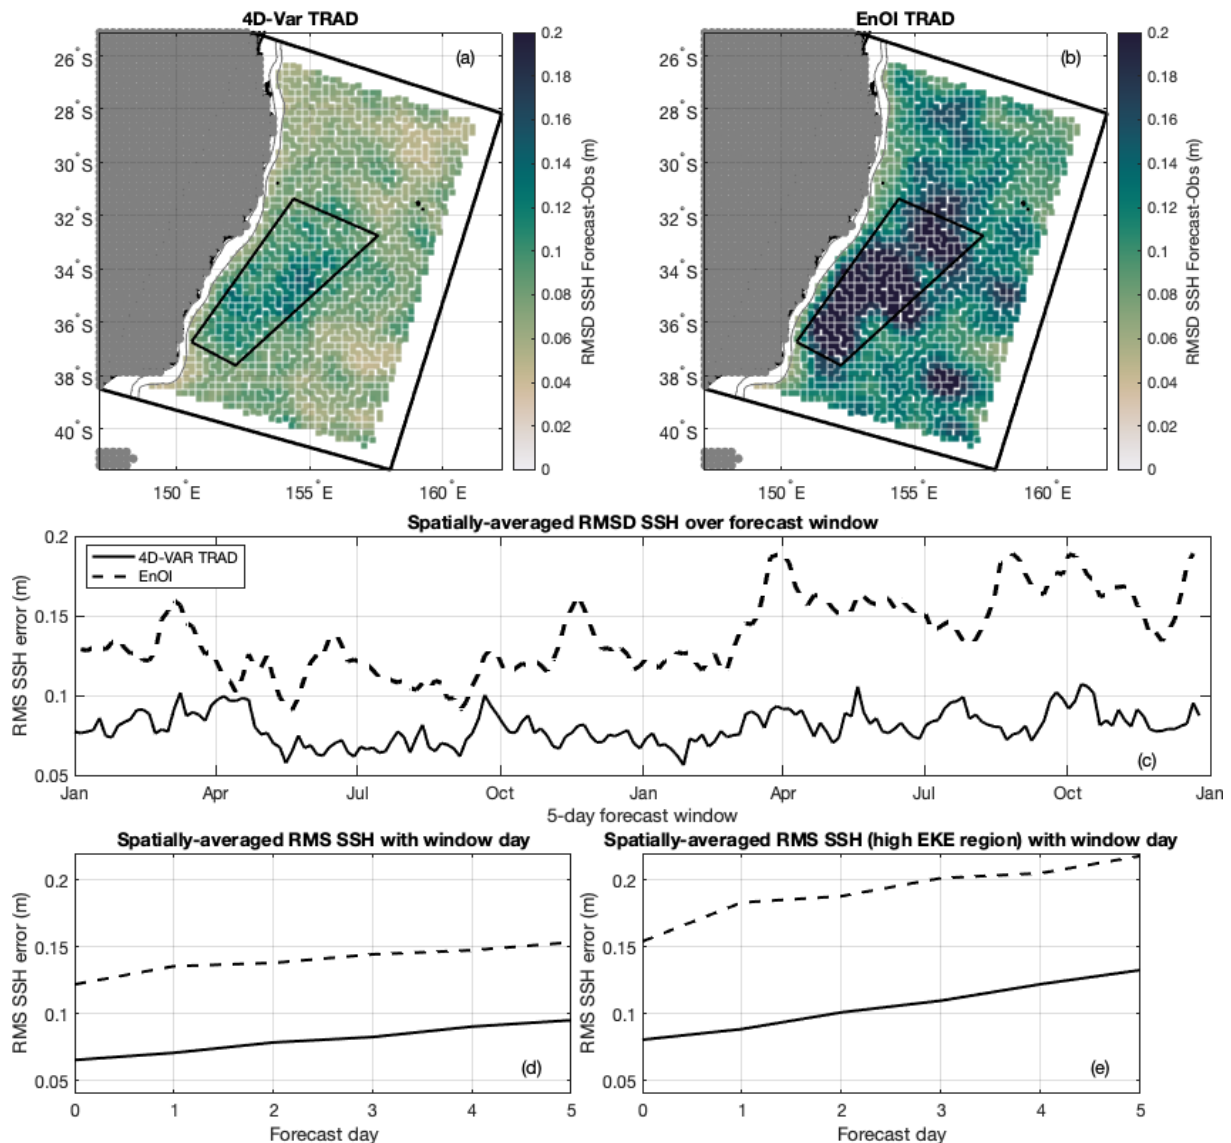 4D-Var TRAD
(a)
26°S
28°S
30°S
32°S
34°S
36°S
38°S
40°S
150°E
155°E
160°E
0.2
0.18
0.16
0.14
0.12
0.1
0.08
0.06
0.04
0.02
0
RMSD SSH Forecast-Obs (m)
EnOI TRAD
(b)
26°S
28°S
30°S
32°S
34°S
36°S
38°S
40°S
150°E
155°E
160°E
0.2
0.18
0.16
0.14
0.12
0.1
0.08
0.06
0.04
0.02
0
RMSD SSH Forecast-Obs (m)
Spatially-averaged RMSD SSH over forecast window
RMS SSH error (m)
0.2
0.15
0.1
0.05
4D-VAR TRAD
EnOI
(c)
Jan
Apr
Jul
Oct
Jan
Apr
Jul
Oct
Jan
5-day forecast window
Spatially-averaged RMS SSH with window day
RMS SSH error (m)
0.2
0.15
0.1
0.05
(d)
0
1
2
3
4
5
Forecast day
Spatially-averaged RMS SSH (high EKE region) with window day
RMS SSH error (m)
0.2
0.15
0.1
0.05
(e)
0
1
2
3
4
5
Forecast day